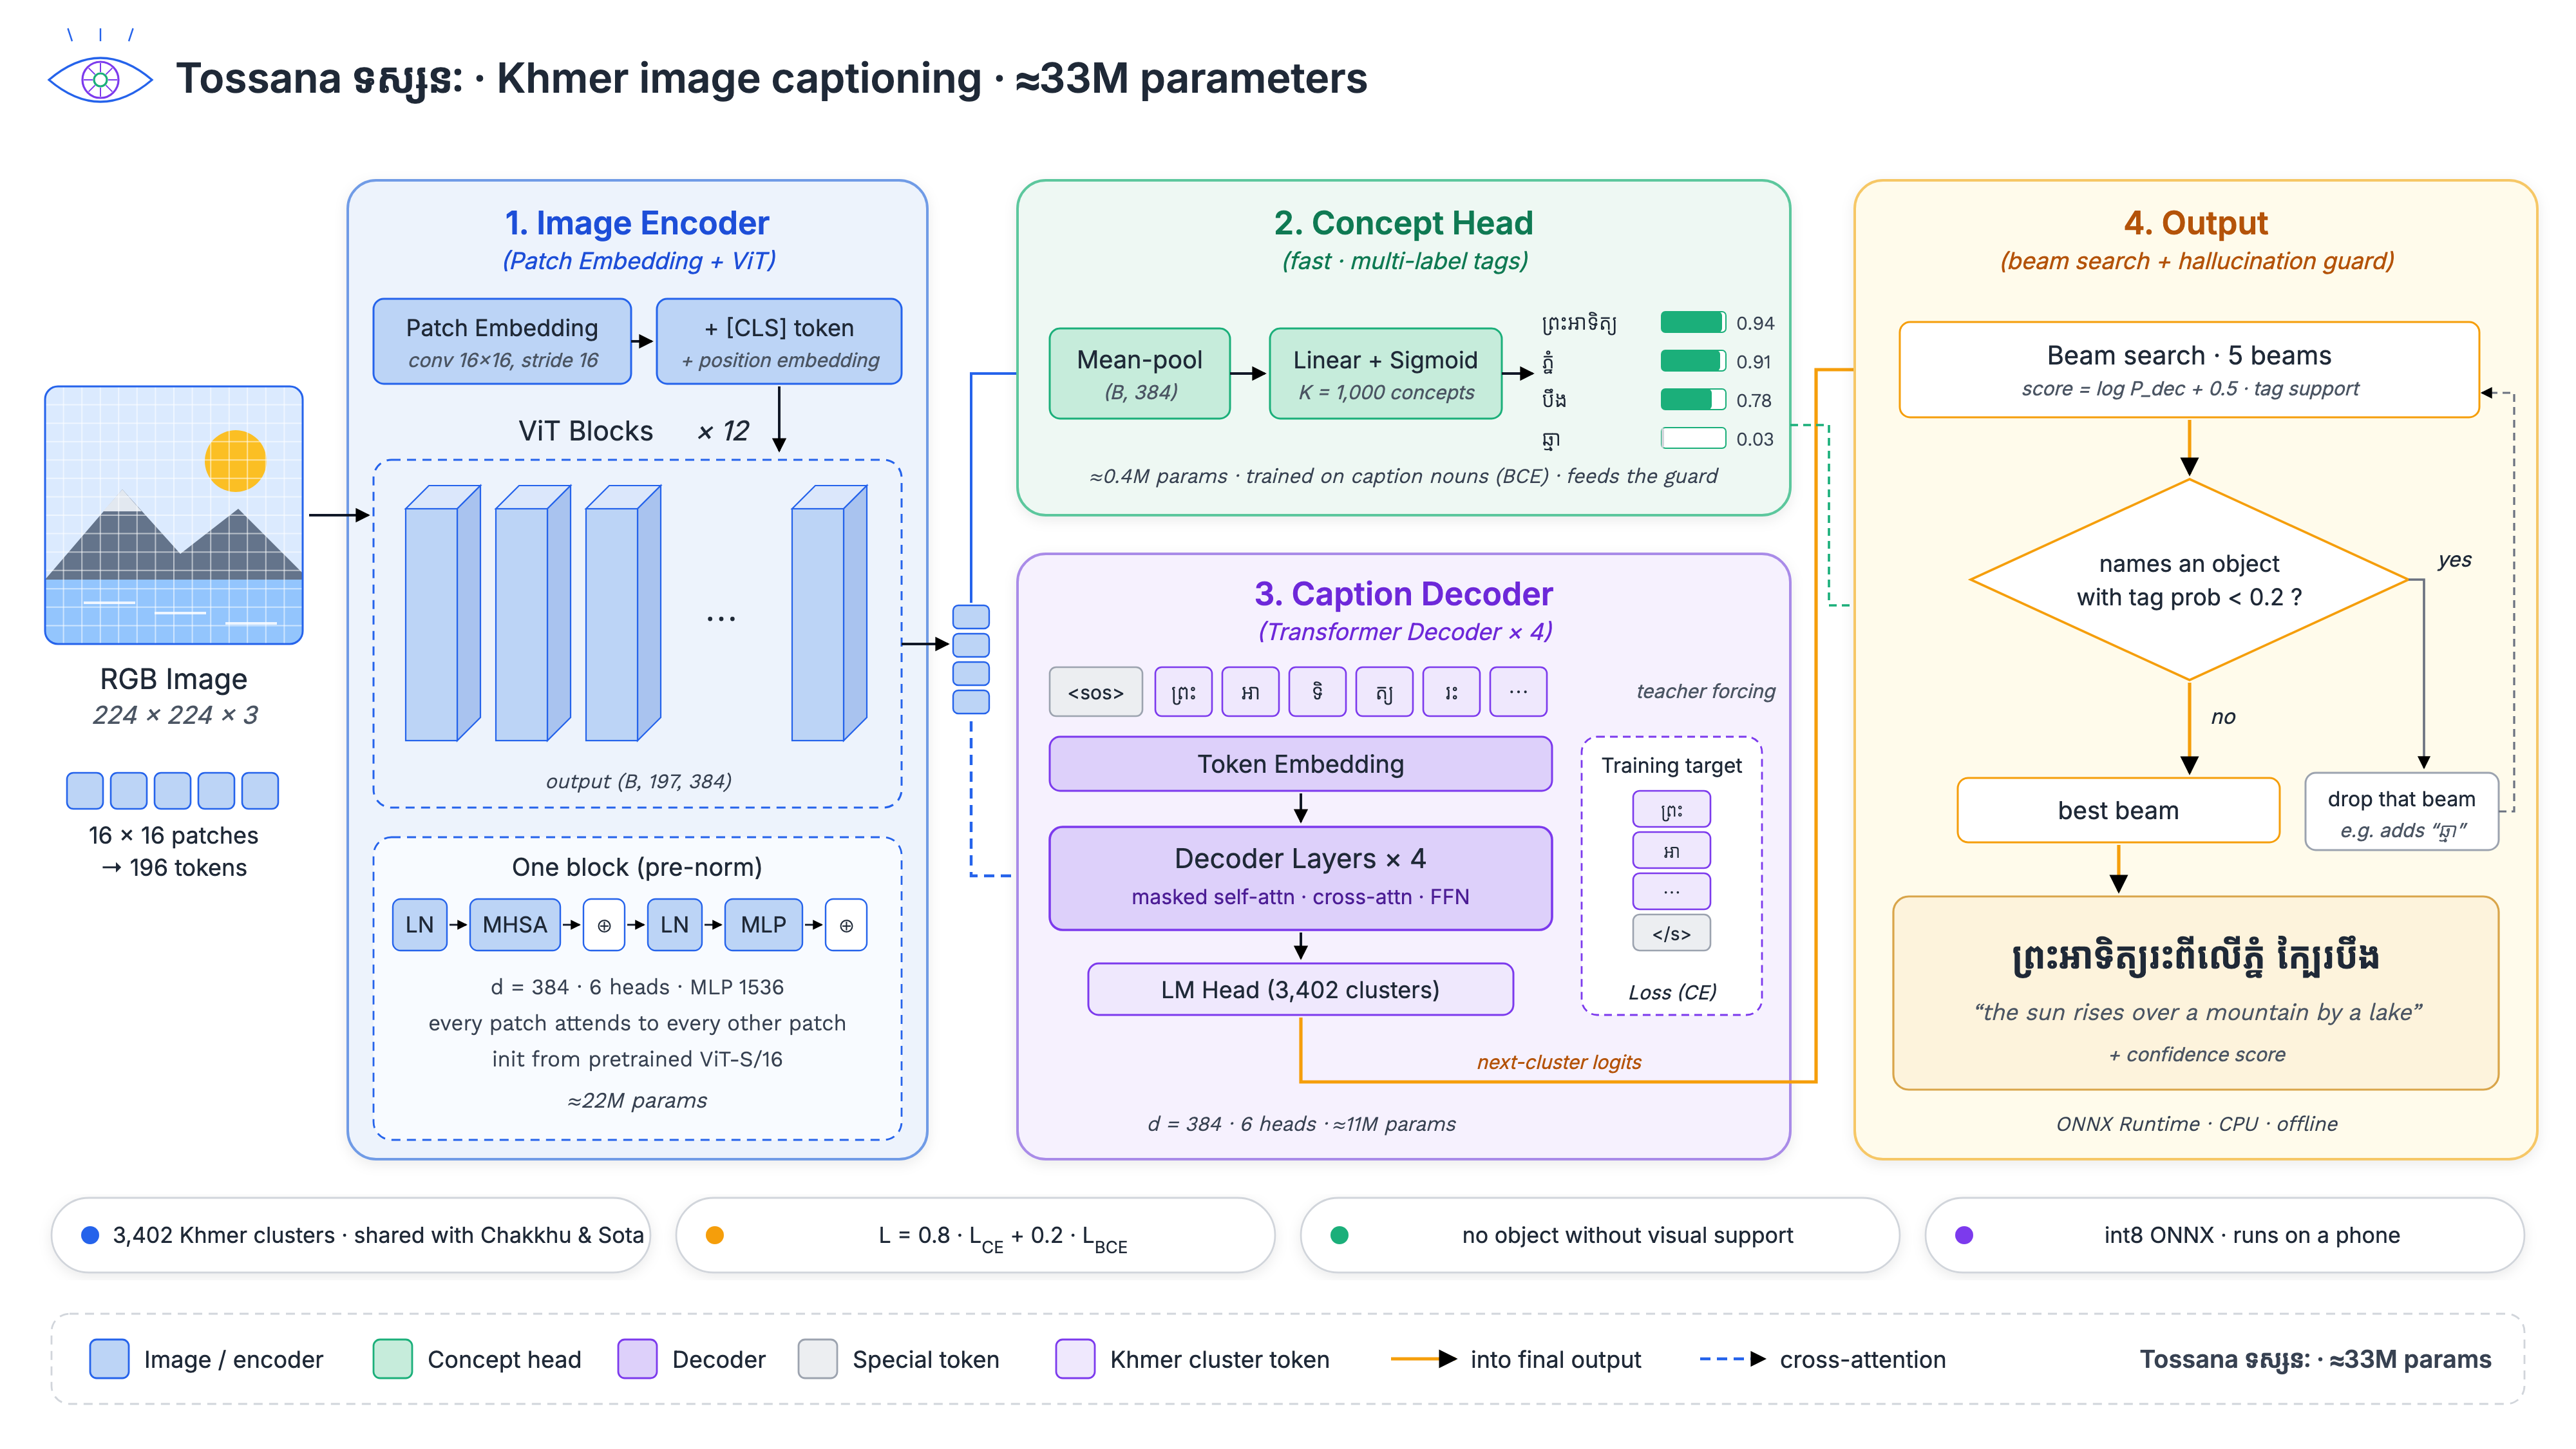 Tossana ទស្សនៈ · Khmer image captioning · ≈33M parameters
RGB Image
224 × 224 × 3
16 × 16 patches
→ 196 tokens
1. Image Encoder
(Patch Embedding + ViT)
Patch Embedding
conv 16×16, stride 16
+ [CLS] token
+ position embedding
ViT Blocks × 12
...
output (B, 197, 384)
One block (pre-norm)
LN MHSA ⊕ LN MLP ⊕
d = 384 · 6 heads · MLP 1536
every patch attends to every other patch
init from pretrained ViT-S/16
≈22M params
2. Concept Head
(fast · multi-label tags)
Mean-pool
(B, 384)
Linear + Sigmoid
K = 1,000 concepts
ព្រះអាទិត្យ 0.94
ភ្នំ 0.91
បឹង 0.78
ឆ្មា 0.03
≈0.4M params · trained on caption nouns (BCE) · feeds the guard
3. Caption Decoder
(Transformer Decoder × 4)
<sos> ព្រះ អា ទិ ត្យ រះ ...
teacher forcing
Token Embedding
Decoder Layers × 4
masked self-attn · cross-attn · FFN
LM Head (3,402 clusters)
Training target
ព្រះ
អា
...
</s>
Loss (CE)
next-cluster logits
d = 384 · 6 heads · ≈11M params
4. Output
(beam search + hallucination guard)
Beam search · 5 beams
score = log P_dec + 0.5 · tag support
names an object
with tag prob < 0.2 ?
yes
no
best beam
drop that beam
e.g. adds “ឆ្មា”
ព្រះអាទិត្យរះពីលើភ្នំ ក្បែរបឹង
“the sun rises over a mountain by a lake”
+ confidence score
ONNX Runtime · CPU · offline
3,402 Khmer clusters · shared with Chakkhu & Sota
L = 0.8 · L_CE + 0.2 · L_BCE
no object without visual support
int8 ONNX · runs on a phone
Image / encoder
Concept head
Decoder
Special token
Khmer cluster token
into final output
cross-attention
Tossana ទស្សនៈ · ≈33M params